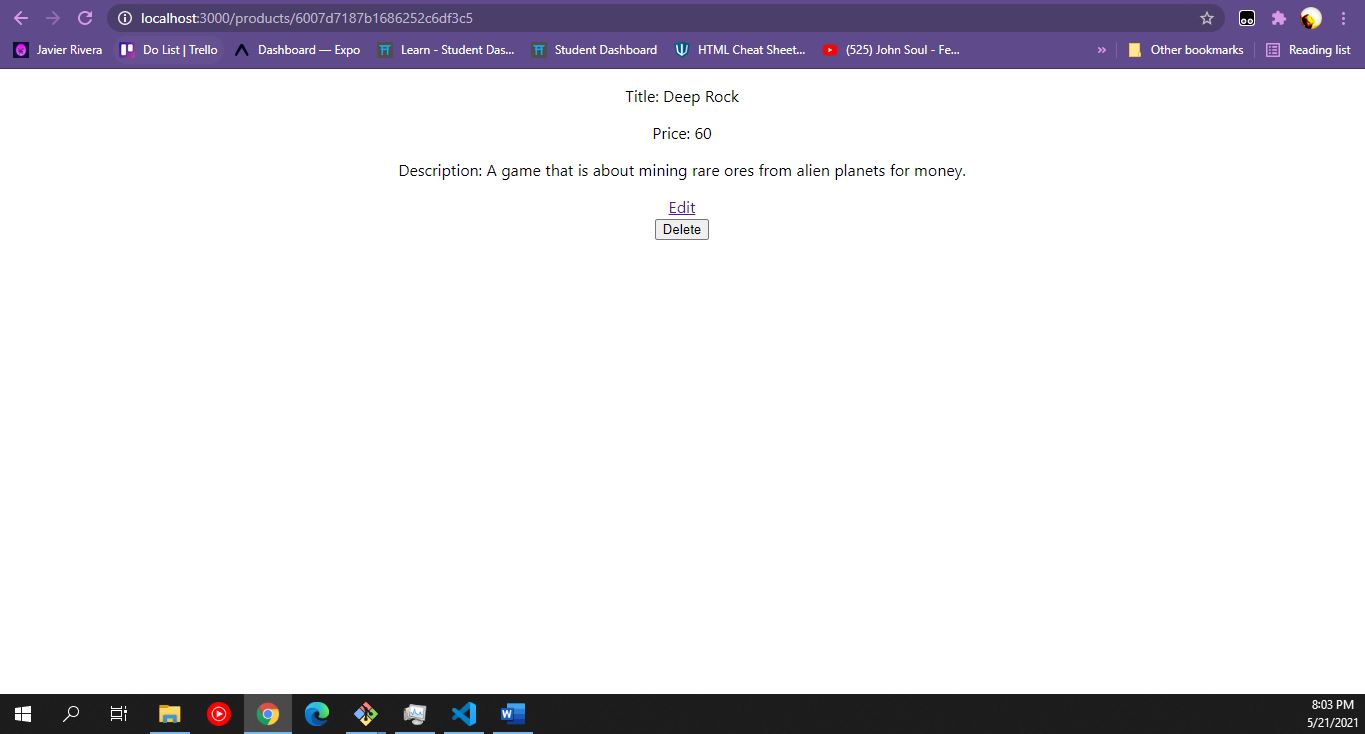 localhost:3000/products/6007d7187b1686252c6df3c5
Javier Rivera Do List | Trello Dashboard — Expo Learn - Student Das... Student Dashboard HTML Cheat Sheet... (525) John Soul - Fe... » Other bookmarks Reading list
Title: Deep Rock
Price: 60
Description: A game that is about mining rare ores from alien planets for money.
Edit
Delete
8:03 PM
5/21/2021